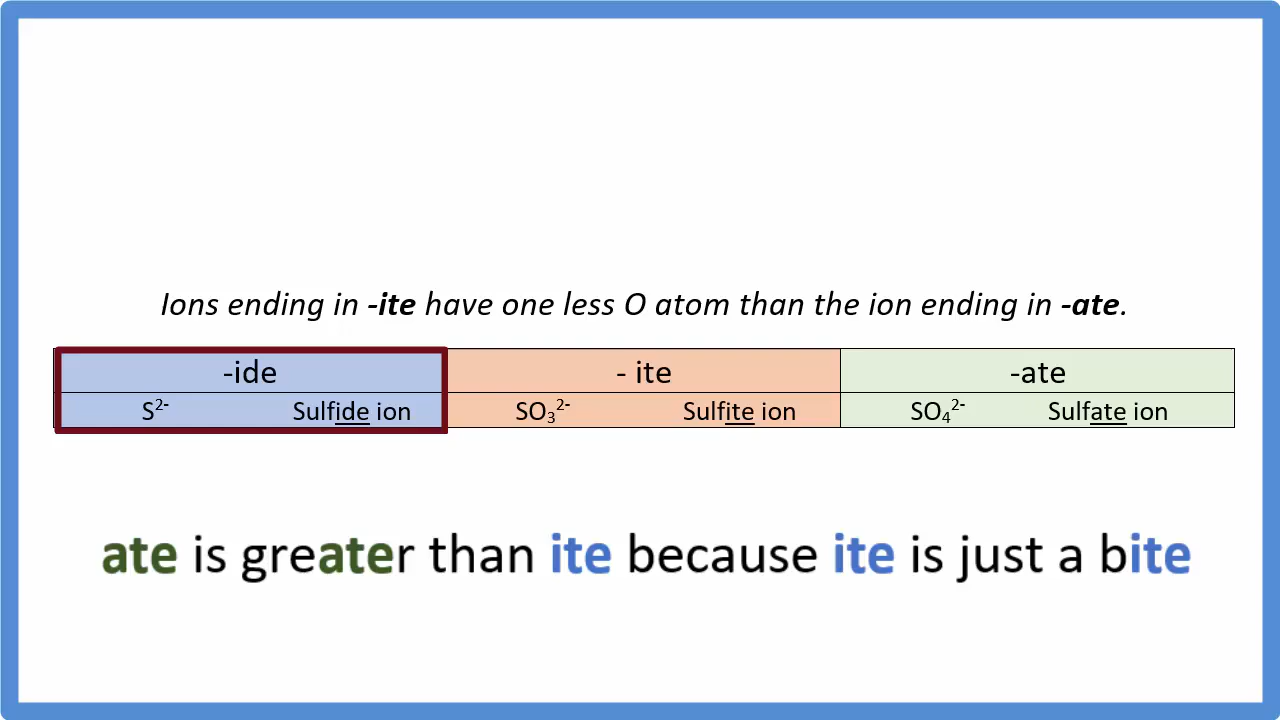 Ions ending in -ite have one less O atom than the ion ending in -ate.
-ide - ite -ate
S²⁻ Sulfide ion SO₃²⁻ Sulfite ion SO₄²⁻ Sulfate ion
ate is greater than ite because ite is just a bite